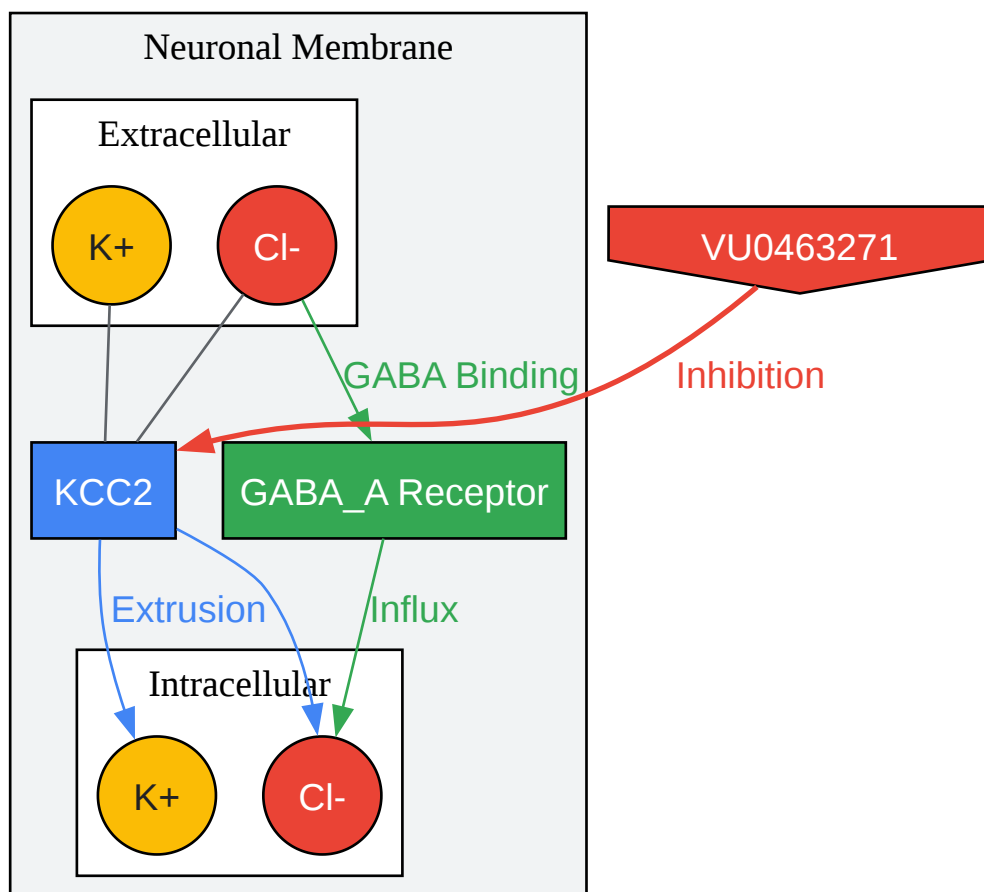 Neuronal Membrane
Extracellular
K+
Cl-
VU0463271
GABA Binding
Inhibition
KCC2
GABA_A Receptor
Extrusion
Influx
Intracellular
K+
Cl-